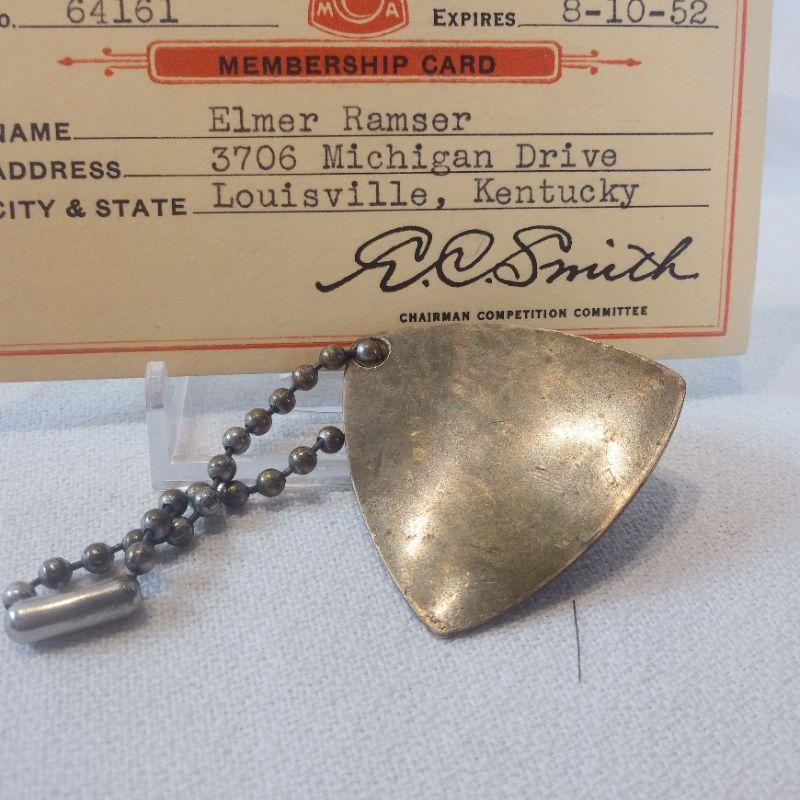 o. 64161 M A EXPIRES 8-10-52
MEMBERSHIP CARD
NAME Elmer Ramser
ADDRESS 3706 Michigan Drive
CITY & STATE Louisville, Kentucky
E.C. Smith
CHAIRMAN COMPETITION COMMITTEE